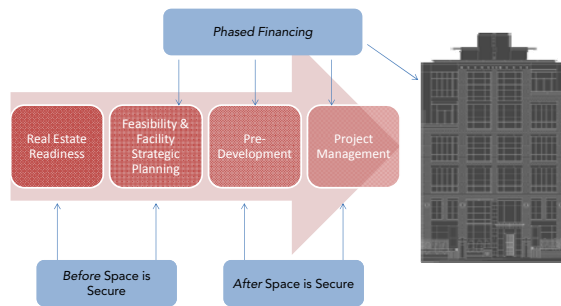 Phased Financing
Real Estate
Readiness
Feasibility &
Facility
Strategic
Planning
Pre-
Development
Project
Management
Before Space is
Secure
After Space is Secure